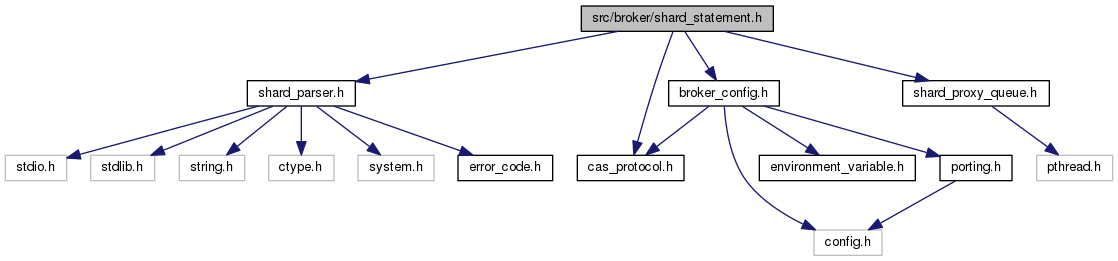 src/broker/shard_statement.h
shard_parser.h
broker_config.h
shard_proxy_queue.h
stdio.h
stdlib.h
string.h
ctype.h
system.h
error_code.h
cas_protocol.h
environment_variable.h
porting.h
pthread.h
config.h